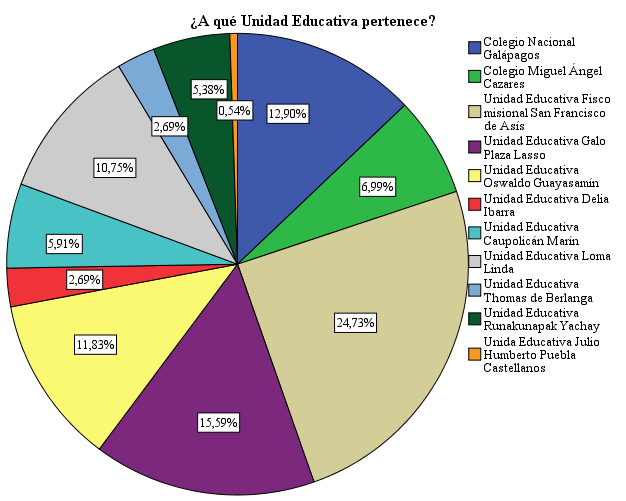 ¿A qué Unidad Educativa pertenece?
Colegio Nacional
Galápagos
Colegio Miguel Ángel
Cazares
Unidad Educativa Fisco
misional San Francisco
de Asís
Unidad Educativa Galo
Plaza Lasso
Unidad Educativa
Oswaldo Guayasamín
Unidad Educativa Delia
Ibarra
Unidad Educativa
Caupolicán Marín
Unidad Educativa Loma
Linda
Unidad Educativa
Thomas de Berlanga
Unidad Educativa
Runakunapak Yachay
Unida Educativa Julio
Humberto Puebla
Castellanos
12,90%
6,99%
24,73%
15,59%
11,83%
2,69%
5,91%
10,75%
2,69%
5,38%
0,54%